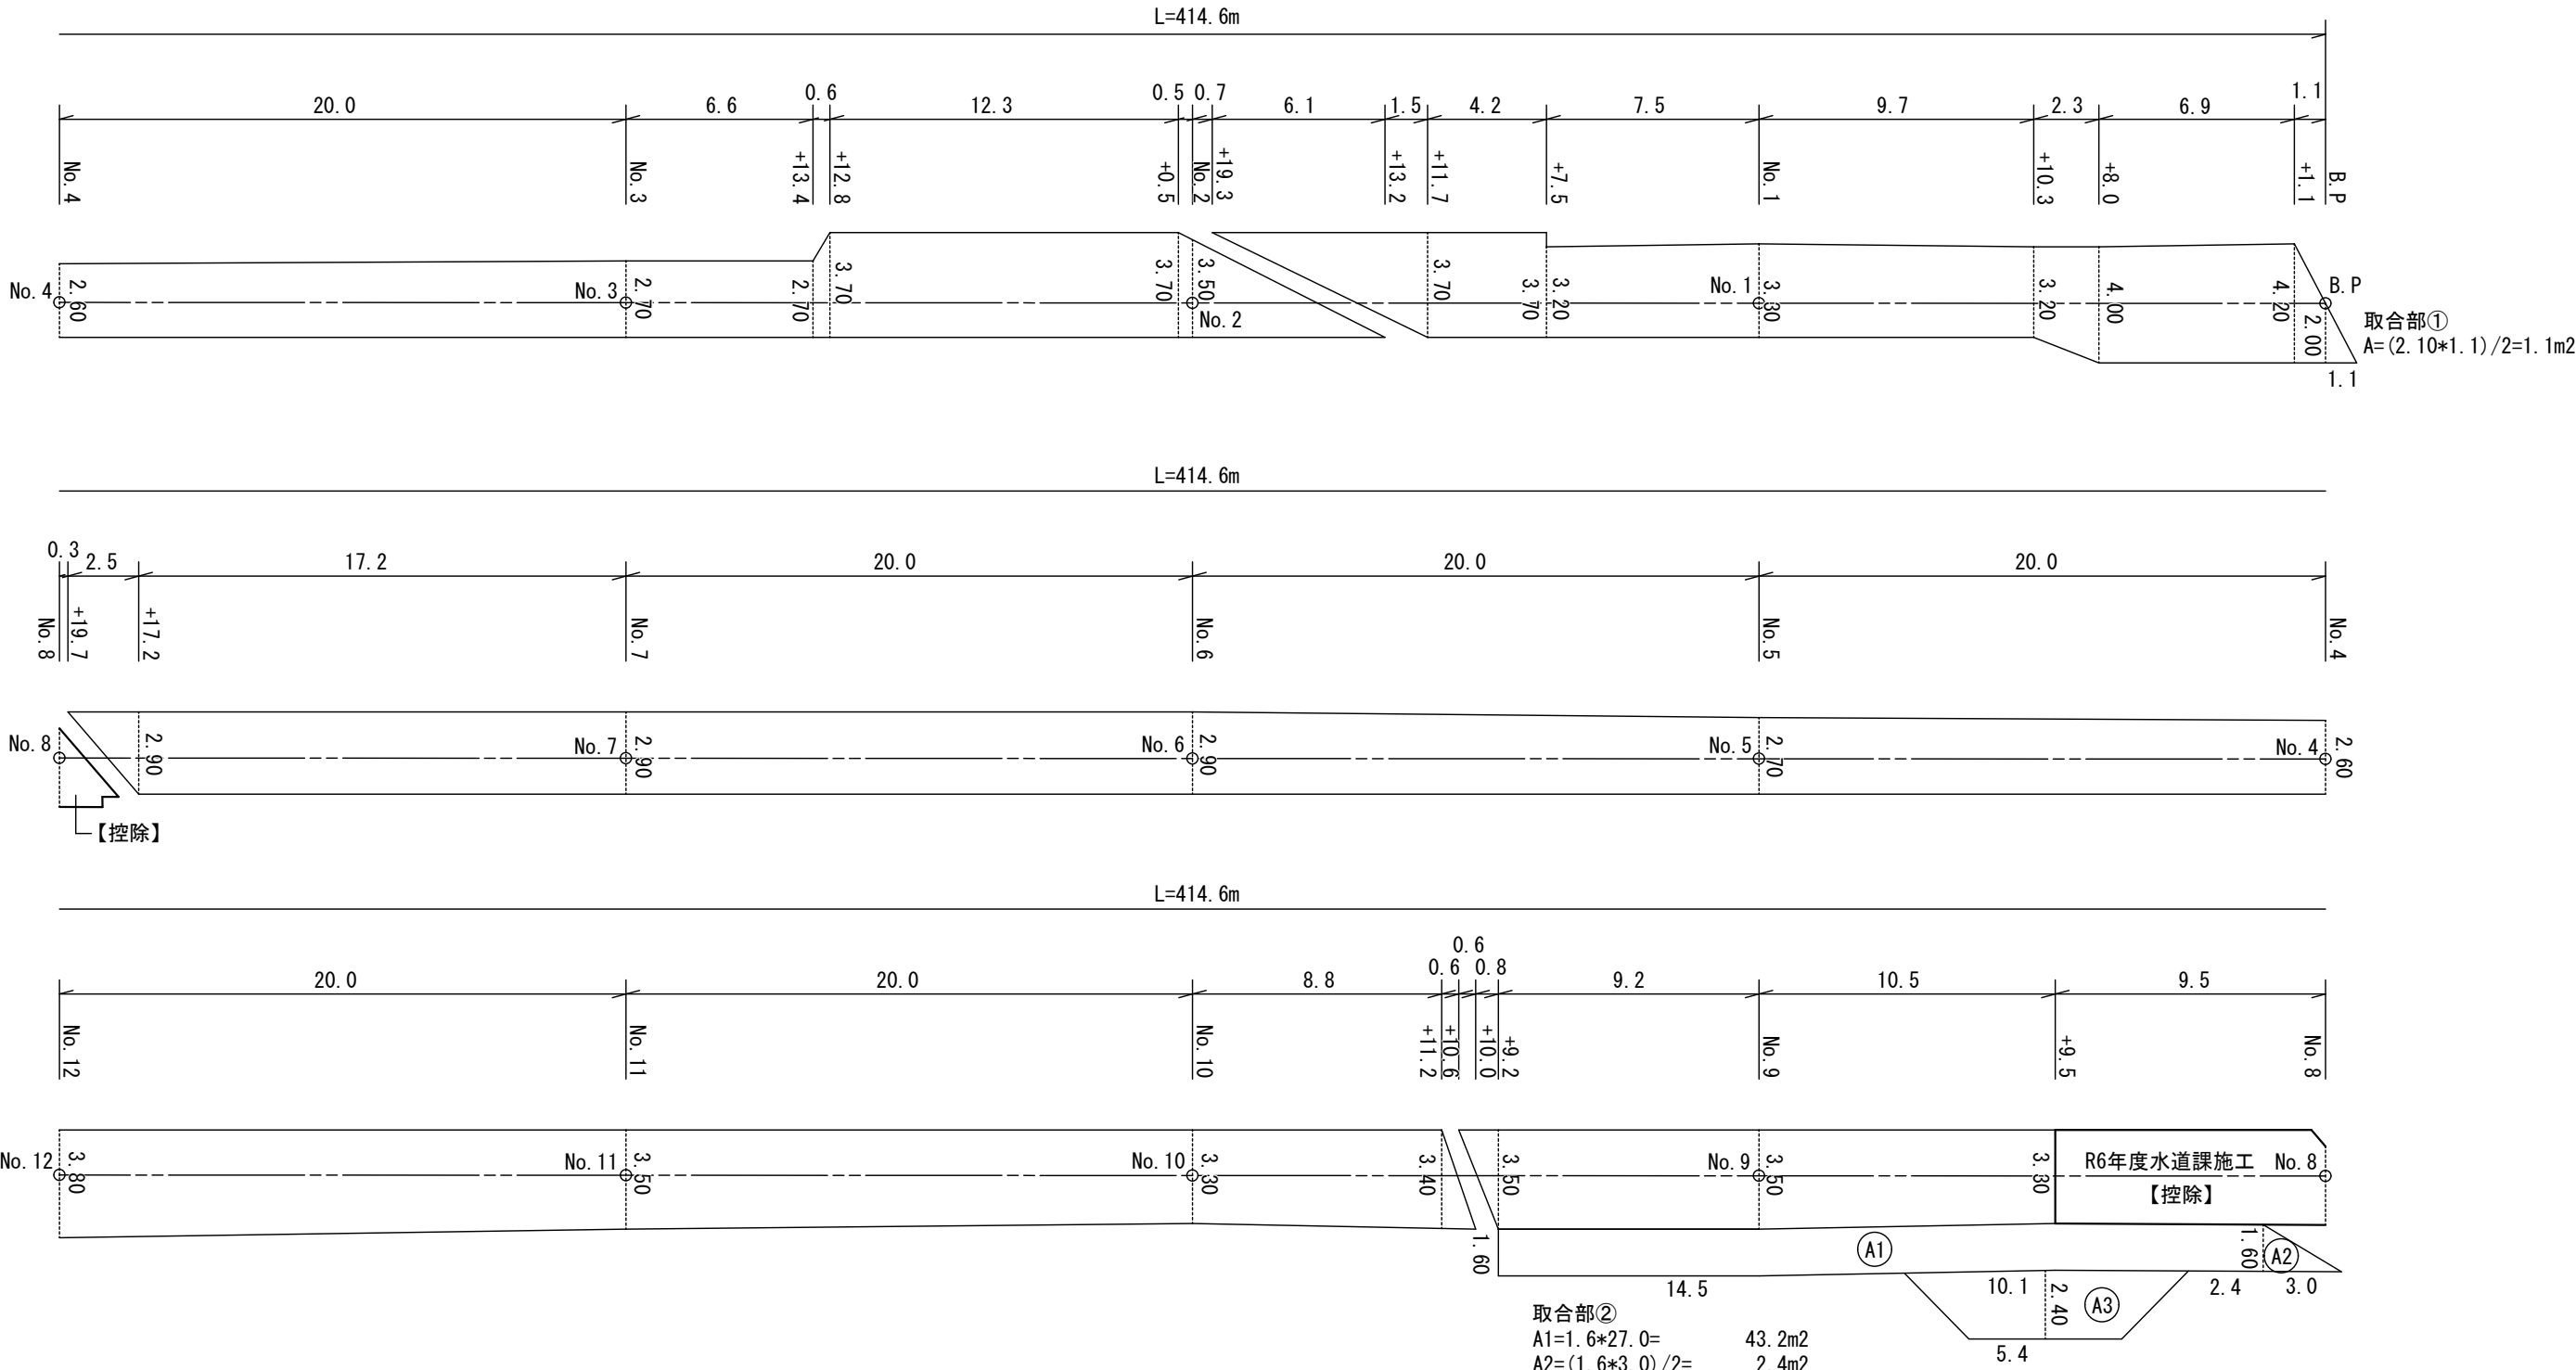 L=414.6m
20.0 6.6 0.6 12.3 0.5 0.7 6.1 1.5 4.2 7.5 9.7 2.3 6.9 1.1
No.4 No.3 +13.4 +12.8 +0.5 No.2 +19.3 +13.2 +11.7 +7.5 No.1 +10.3 +8.0 +1.1 B.P
No.4 2.60 No.3 2.70 2.70 3.70 3.70 3.50 No.2 3.70 3.70 3.20 No.1 3.30 3.20 4.00 4.20 2.00 B.P
取合部①
A=(2.10*1.1)/2=1.1m2
1.1
L=414.6m
0.3 2.5 17.2 20.0 20.0 20.0
No.8 +19.7 +17.2 No.7 No.6 No.5 No.4
No.8 2.90 No.7 2.90 No.6 2.90 No.5 2.70 No.4 2.60
【控除】
L=414.6m
20.0 20.0 8.8 0.6 0.6 0.8 9.2 10.5 9.5
No.12 No.11 No.10 +11.2 +10.6 +10.0 +9.2 No.9 +9.5 No.8
No.12 3.80 No.11 3.50 No.10 3.30 3.40 3.50 No.9 3.50 3.30 R6年度水道課施工 No.8
【控除】
1.60 A1 1.60 A2
14.5 10.1 2.40 A3 2.4 3.0
5.4
取合部②
A1=1.6*27.0= 43.2m2
A2=(1.6*3.0)/2= 2.4m2